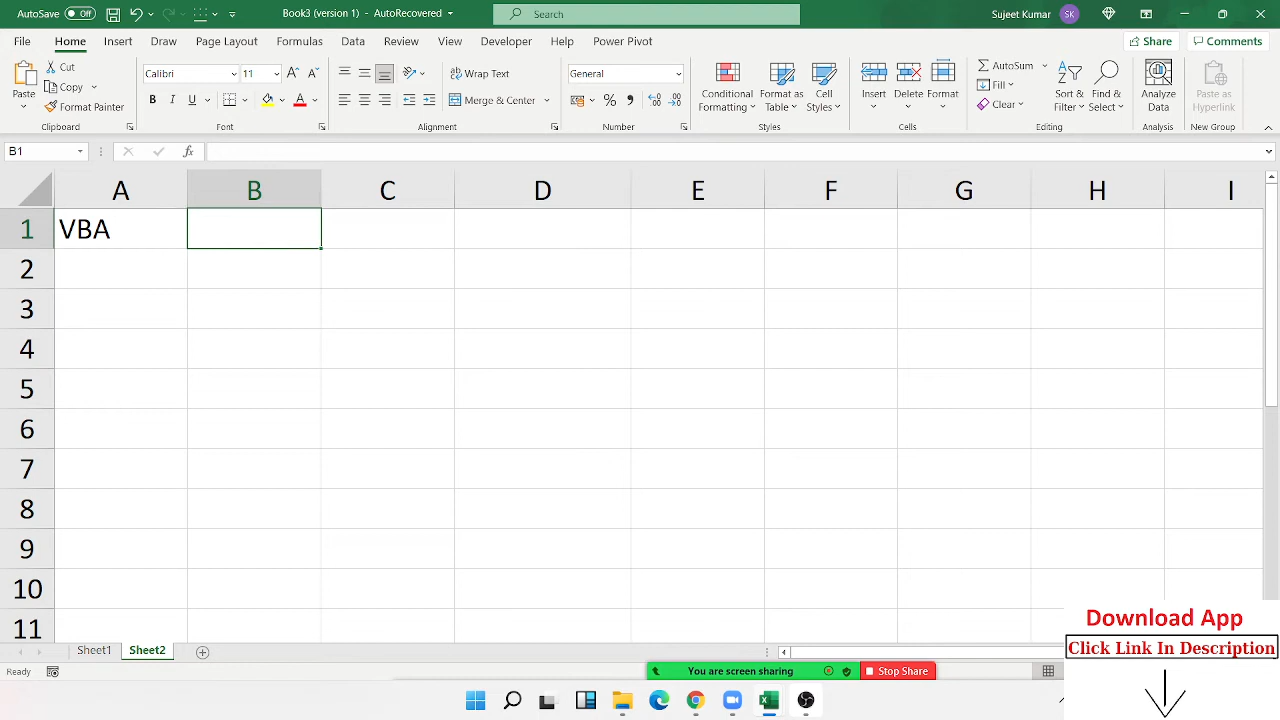 AutoSave Off Book3 (version 1) - AutoRecovered Search Sujeet Kumar SK
File Home Insert Draw Page Layout Formulas Data Review View Developer Help Power Pivot Share Comments
Paste Cut Copy Format Painter Clipboard
Calibri 11 B I U A Font
Wrap Text Merge & Center Alignment
General % Number
Conditional Formatting Format as Table Cell Styles Styles
Insert Delete Format Cells
AutoSum Fill Clear Sort & Filter Find & Select Editing
Analyze Data Analysis
Paste as Hyperlink New Group
B1 fx
A B C D E F G H I
1 VBA
2
3
4
5
6
7
8
9
10
11
Sheet1 Sheet2
Ready You are screen sharing Stop Share
Download App
Click Link In Description